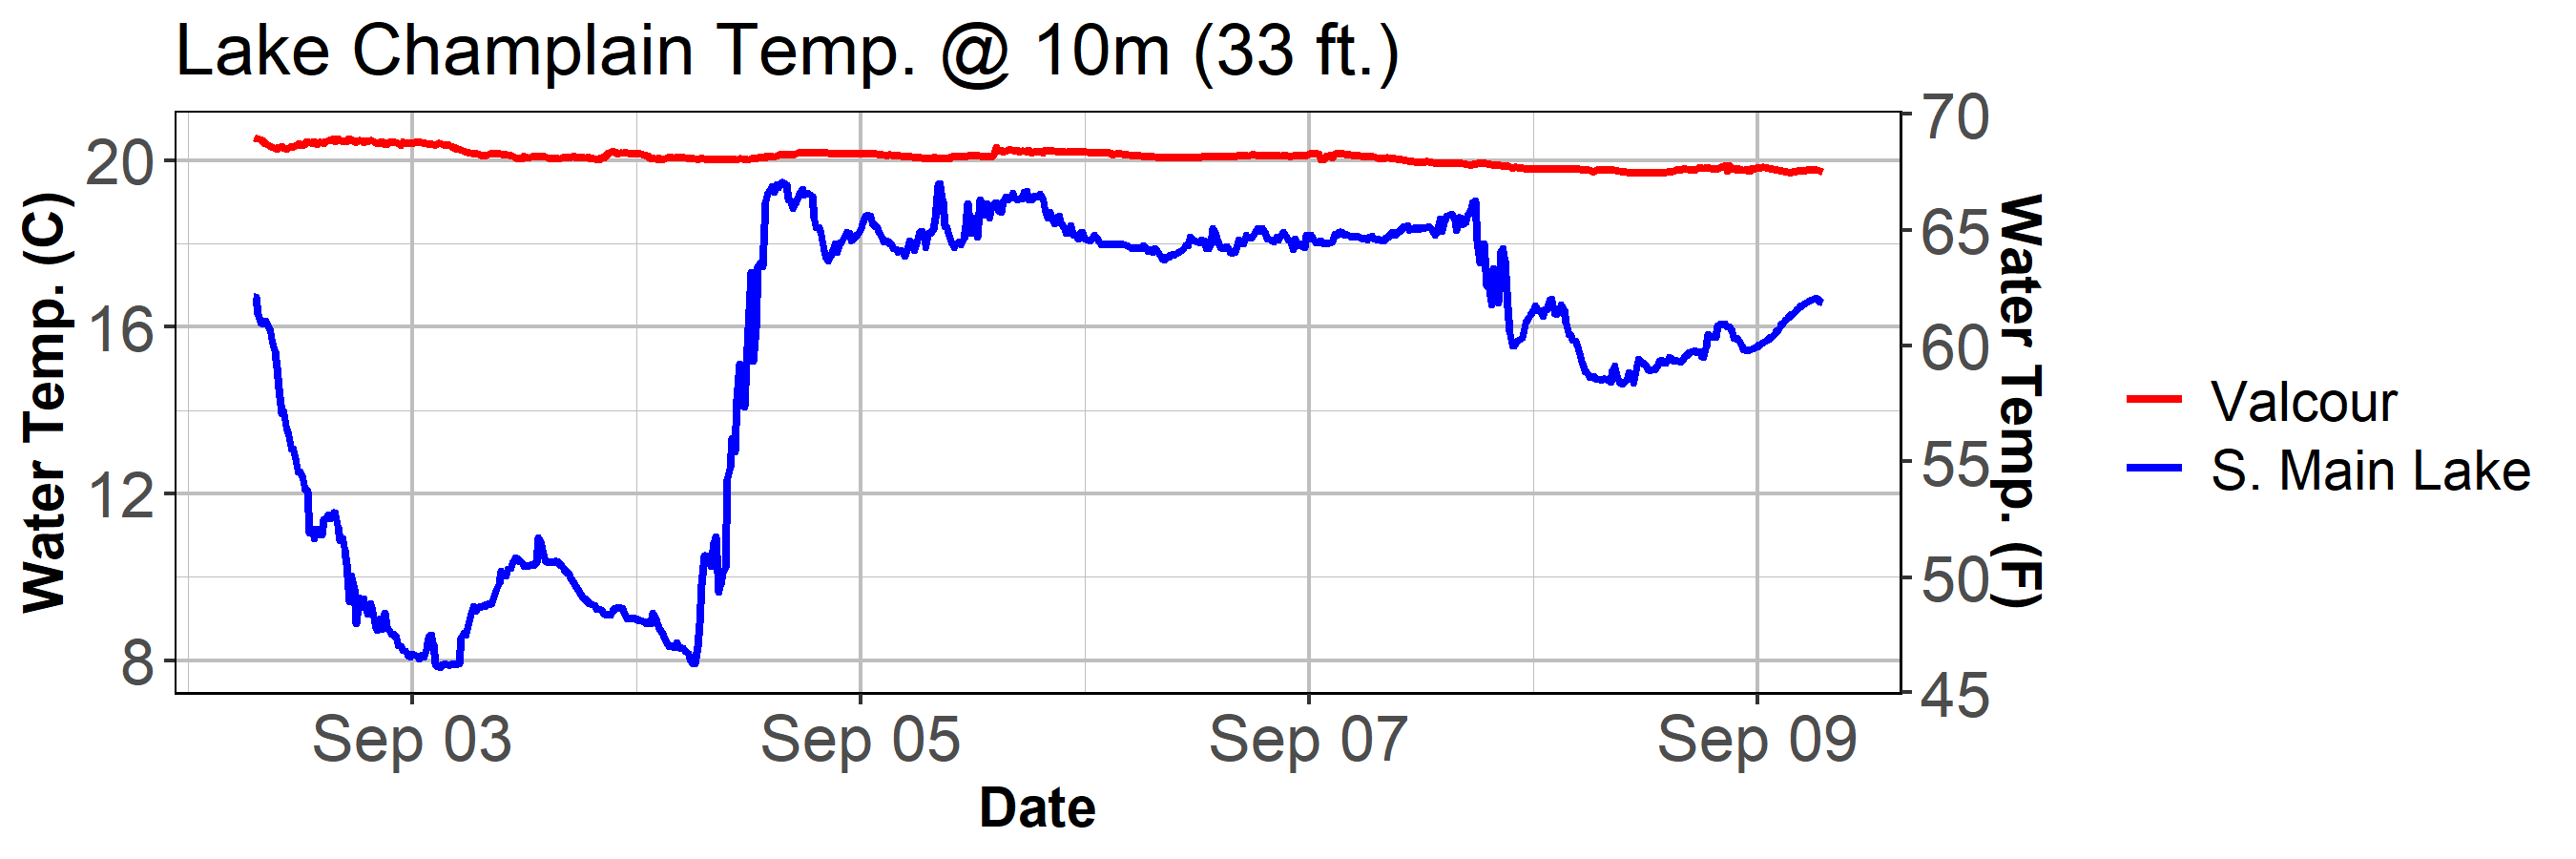 Lake Champlain Temp. @ 10m (33 ft.)
Water Temp. (C)
20
16
12
8
70
65
60
55
50
45
Water Temp. (F)
Sep 03
Sep 05
Sep 07
Sep 09
Date
Valcour
S. Main Lake